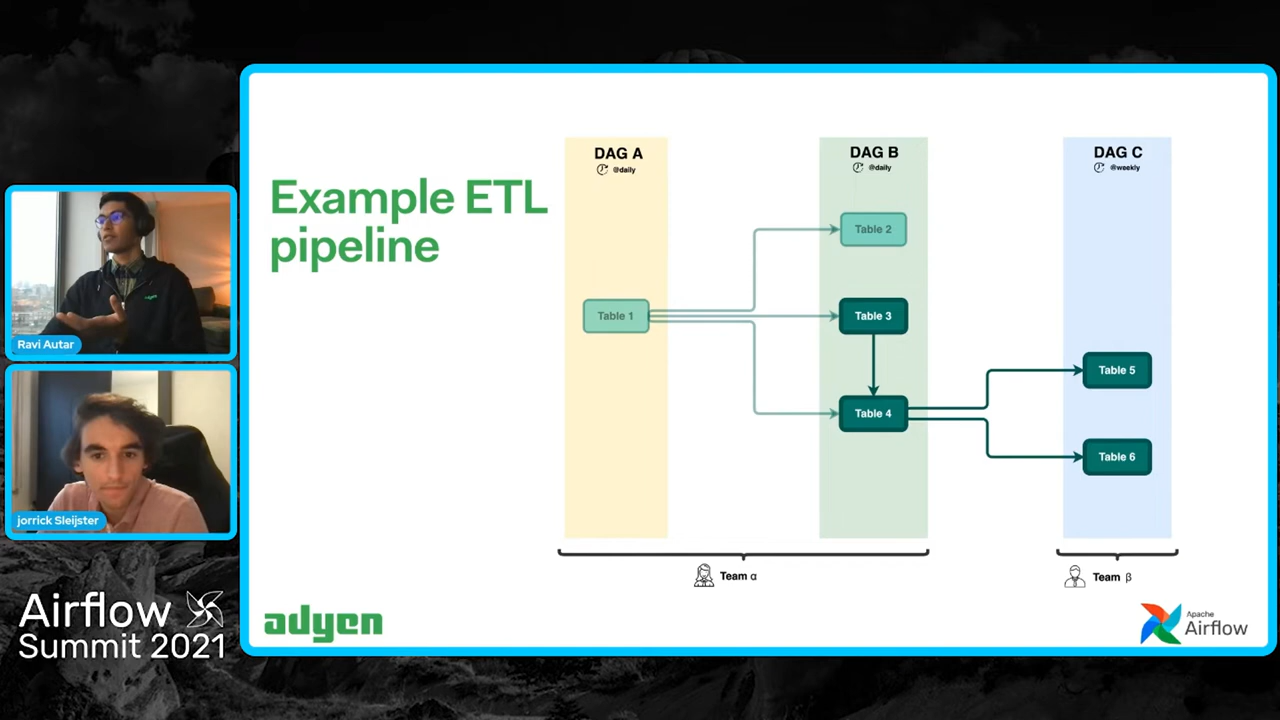 Example ETL
pipeline
DAG A
@daily
DAG B
@daily
DAG C
@weekly
Table 1
Table 2
Table 3
Table 4
Table 5
Table 6
Team α
Team β
adyen
Apache
Airflow
Ravi Autar
adyen
jorrick Sleijster
Airflow
Summit 2021